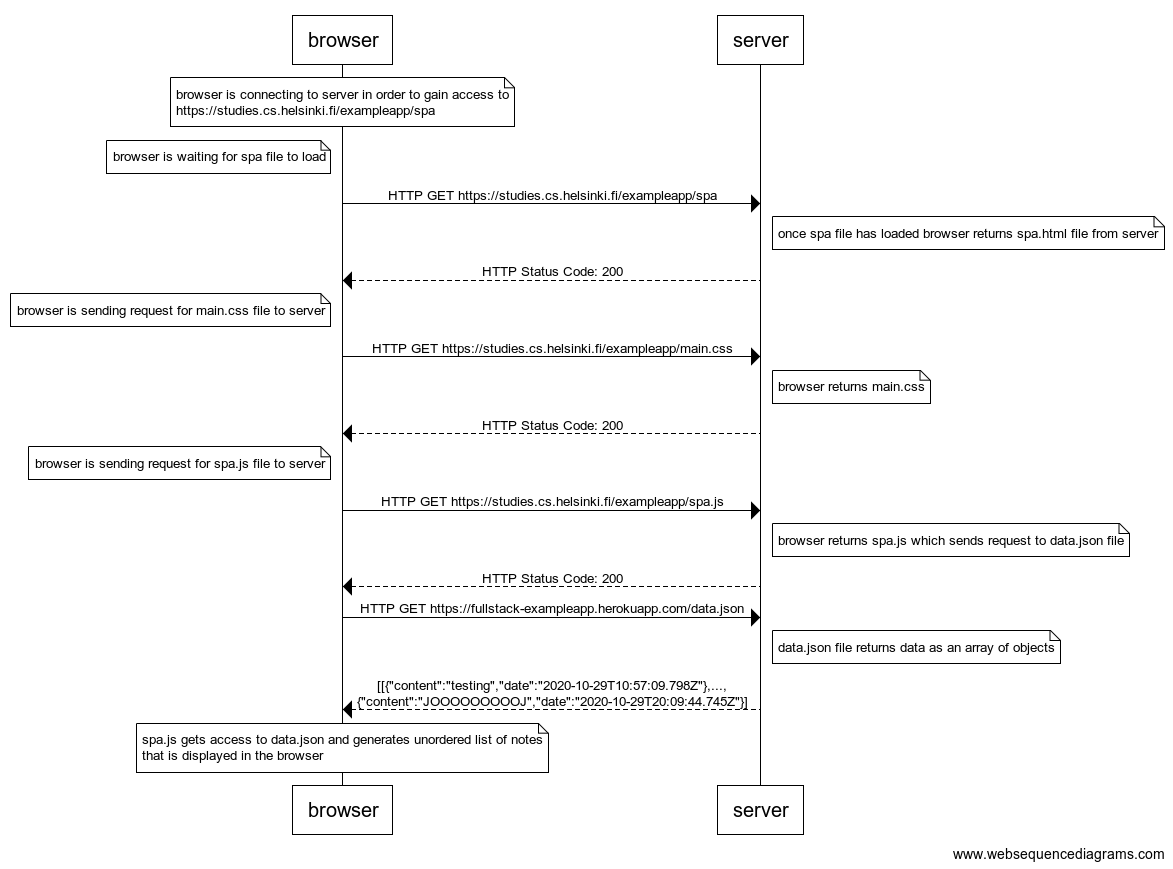 browser
server
browser is connecting to server in order to gain access to
https://studies.cs.helsinki.fi/exampleapp/spa
browser is waiting for spa file to load
HTTP GET https://studies.cs.helsinki.fi/exampleapp/spa
once spa file has loaded browser returns spa.html file from server
HTTP Status Code: 200
browser is sending request for main.css file to server
HTTP GET https://studies.cs.helsinki.fi/exampleapp/main.css
browser returns main.css
HTTP Status Code: 200
browser is sending request for spa.js file to server
HTTP GET https://studies.cs.helsinki.fi/exampleapp/spa.js
browser returns spa.js which sends request to data.json file
HTTP Status Code: 200
HTTP GET https://fullstack-exampleapp.herokuapp.com/data.json
data.json file returns data as an array of objects
[[{"content":"testing","date":"2020-10-29T10:57:09.798Z"},...,
{"content":"JOOOOOOOOJ","date":"2020-10-29T20:09:44.745Z"}]
spa.js gets access to data.json and generates unordered list of notes
that is displayed in the browser
browser
server
www.websequencediagrams.com